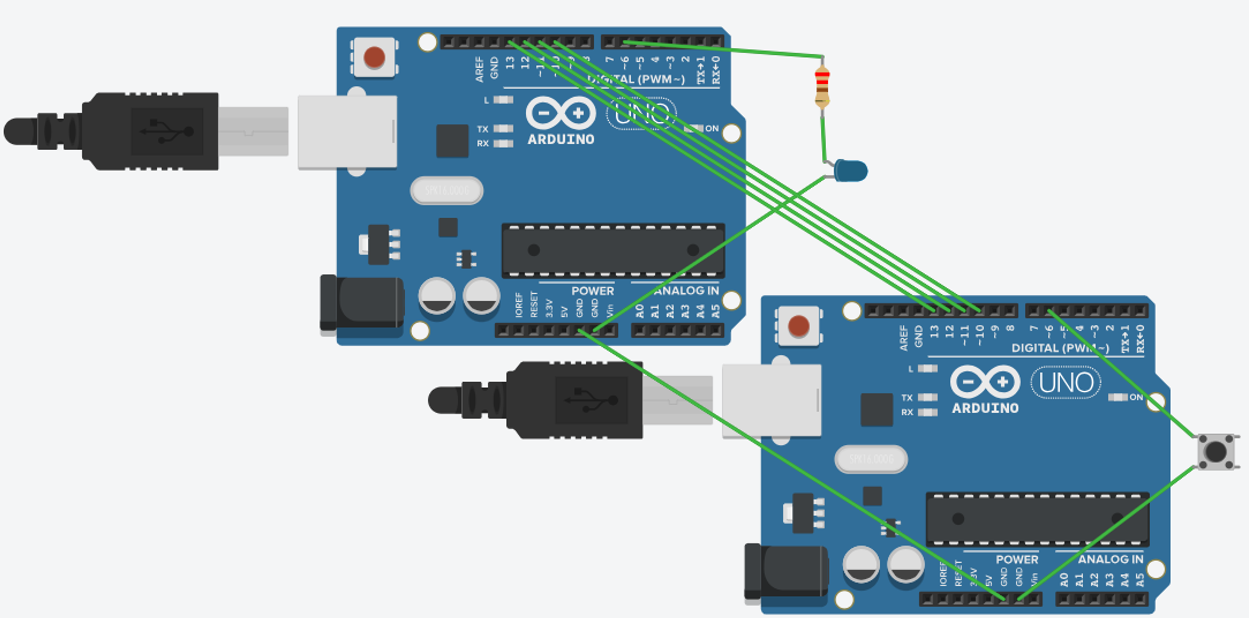 AREF
GND
13
12
~11
~10
~9
8
7
~6
~5
4
~3
2
TX→1
RX←0
DIGITAL (PWM~)
L
TX
RX
ARDUINO
UNO
ON
IOREF
RESET
3.3V
5V
GND
GND
Vin
POWER
ANALOG IN
A0
A1
A2
A3
A4
A5
AREF
GND
13
12
~11
~10
~9
8
7
~6
~5
4
~3
2
TX→1
RX←0
DIGITAL (PWM~)
L
TX
RX
ARDUINO
UNO
ON
IOREF
RESET
3.3V
5V
GND
GND
Vin
POWER
ANALOG IN
A0
A1
A2
A3
A4
A5